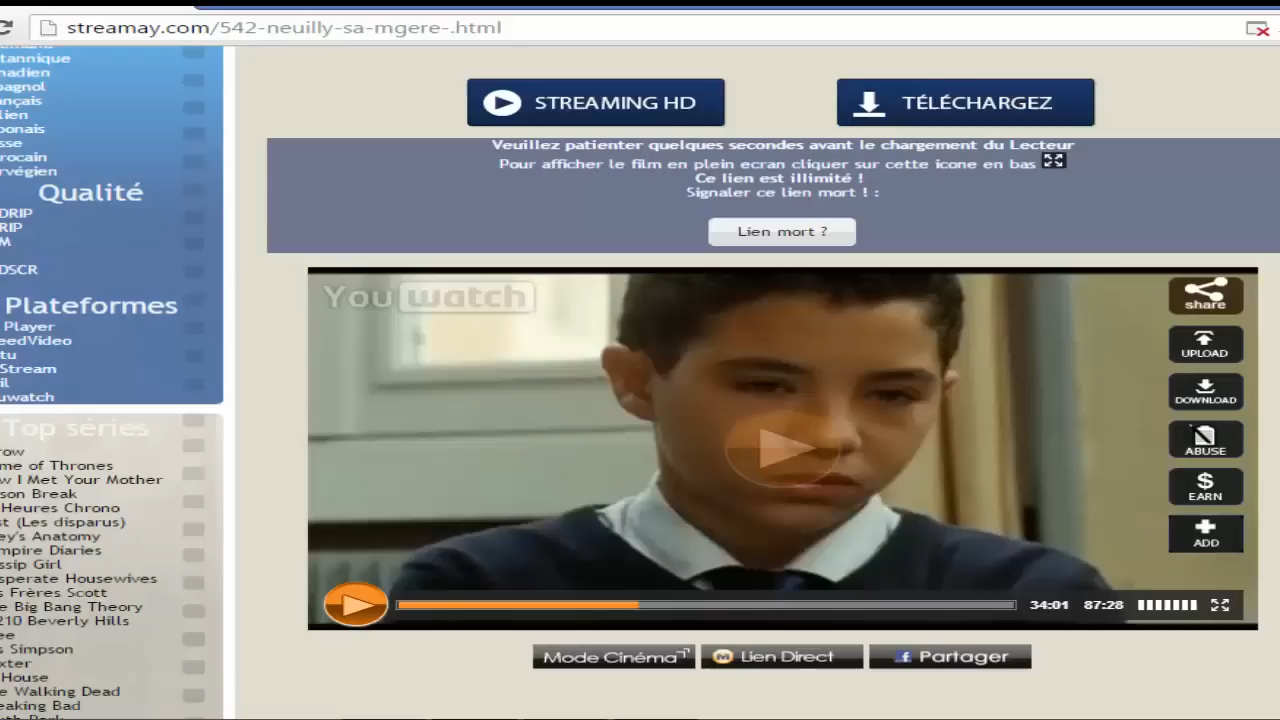 streamay.com/542-neuilly-sa-mgere-.html
STREAMING HD
TÉLÉCHARGEZ
Veuillez patienter quelques secondes avant le chargement du Lecteur
Pour afficher le film en plein ecran cliquer sur cette icone en bas
Ce lien est illimité !
Signaler ce lien mort ! :
Lien mort ?
tannique
nadien
pagnol
ançais
lien
ponais
sse
rocain
rvégien
Qualité
DRIP
RIP
M
DSCR
Plateformes
Player
eedVideo
tu
Stream
il
uwatch
Top séries
row
me of Thrones
w I Met Your Mother
son Break
Heures Chrono
st (Les disparus)
ey's Anatomy
mpire Diaries
ssip Girl
sperate Housewives
s Frères Scott
e Big Bang Theory
210 Beverly Hills
ee
s Simpson
xter
House
e Walking Dead
eaking Bad
You watch
share
UPLOAD
DOWNLOAD
ABUSE
$
EARN
ADD
34:01 87:28
Mode Cinéma
Lien Direct
Partager